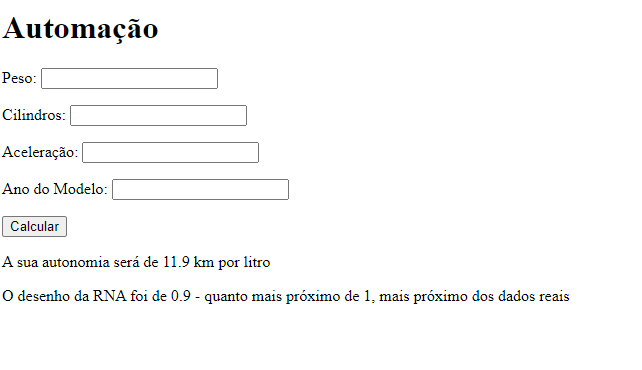 Automação
Peso:
Cilindros:
Aceleração:
Ano do Modelo:
Calcular
A sua autonomia será de 11.9 km por litro
O desenho da RNA foi de 0.9 - quanto mais próximo de 1, mais próximo dos dados reais